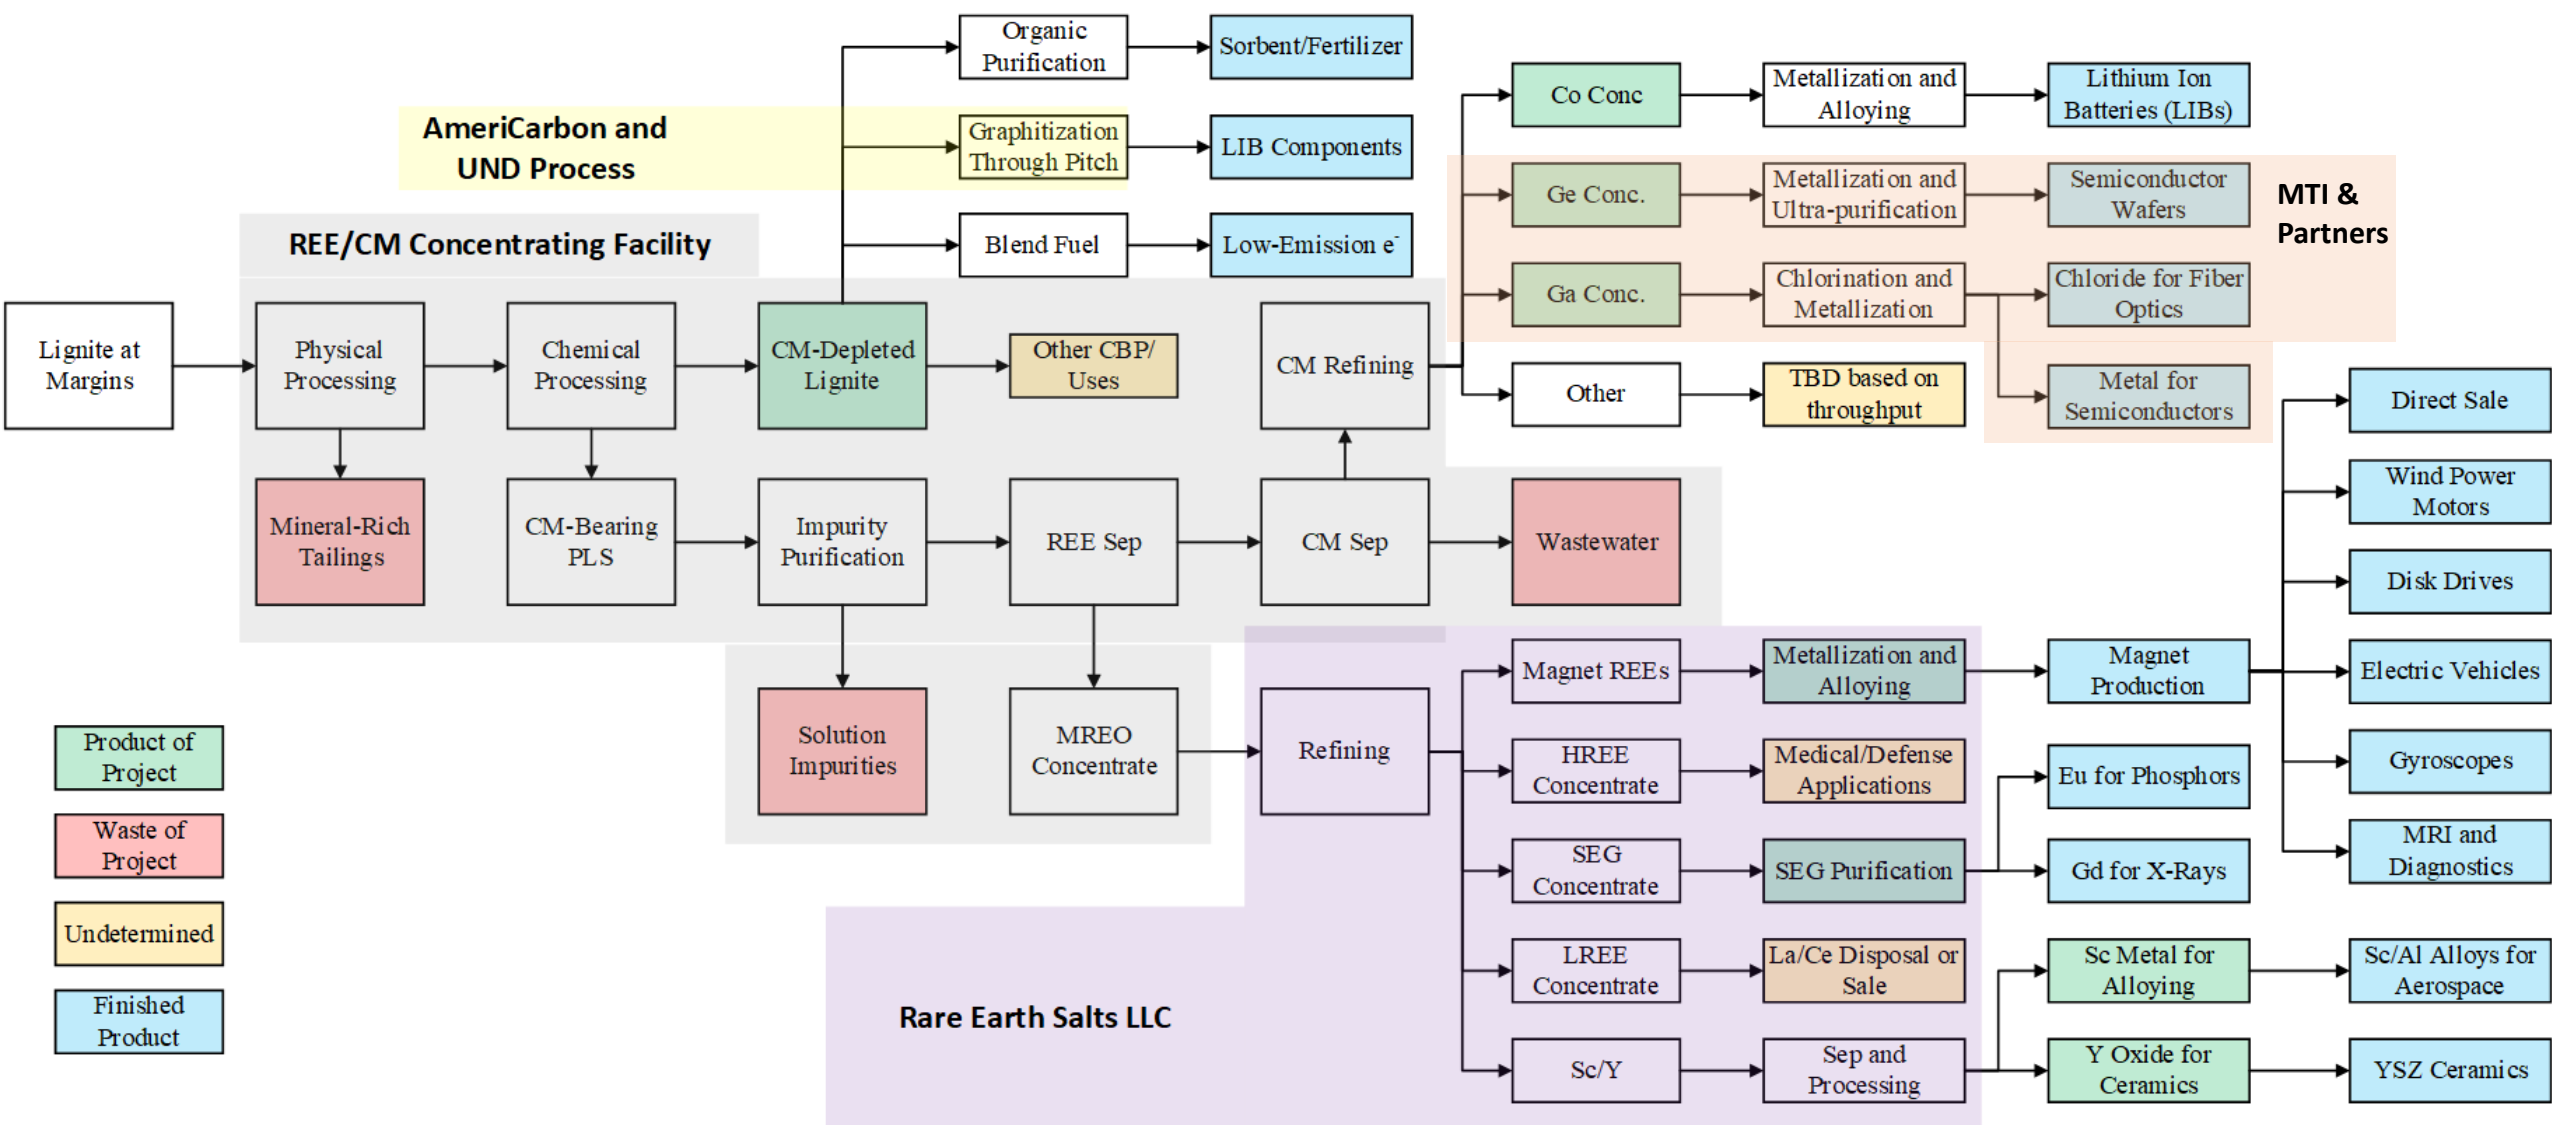 Organic
Purification
Sorbent/Fertilizer
Co Conc
Metallization and
Alloying
Lithium Ion
Batteries (LIBs)
AmeriCarbon and
UND Process
Graphitization
Through Pitch
LIB Components
Ge Conc.
Metallization and
Ultra-purification
Semiconductor
Wafers
MTI &
Partners
REE/CM Concentrating Facility
Blend Fuel
Low-Emission e-
Ga Conc.
Chlorination and
Metallization
Chloride for Fiber
Optics
Lignite at
Margins
Physical
Processing
Chemical
Processing
CM-Depleted
Lignite
Other CBP/
Uses
CM Refining
Other
TBD based on
throughput
Metal for
Semiconductors
Direct Sale
Wind Power
Motors
Mineral-Rich
Tailings
CM-Bearing
PLS
Impurity
Purification
REE Sep
CM Sep
Wastewater
Disk Drives
Magnet REEs
Metallization and
Alloying
Magnet
Production
Electric Vehicles
Solution
Impurities
MREO
Concentrate
Refining
HREE
Concentrate
Medical/Defense
Applications
Eu for Phosphors
Gyroscopes
SEG
Concentrate
SEG Purification
Gd for X-Rays
MRI and
Diagnostics
LREE
Concentrate
La/Ce Disposal or
Sale
Sc Metal for
Alloying
Sc/Al Alloys for
Aerospace
Rare Earth Salts LLC
Sc/Y
Sep and
Processing
Y Oxide for
Ceramics
YSZ Ceramics
Product of
Project
Waste of
Project
Undetermined
Finished
Product